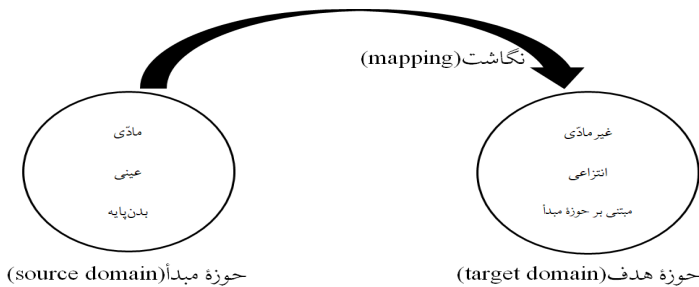 نگاشت(mapping)
غیر مادّی
انتزاعی
مبتنی بر حوزۀ مبدأ
حوزۀ هدف(target domain)
مادّی
عینی
بدن‌پایه
حوزۀ مبدأ(source domain)